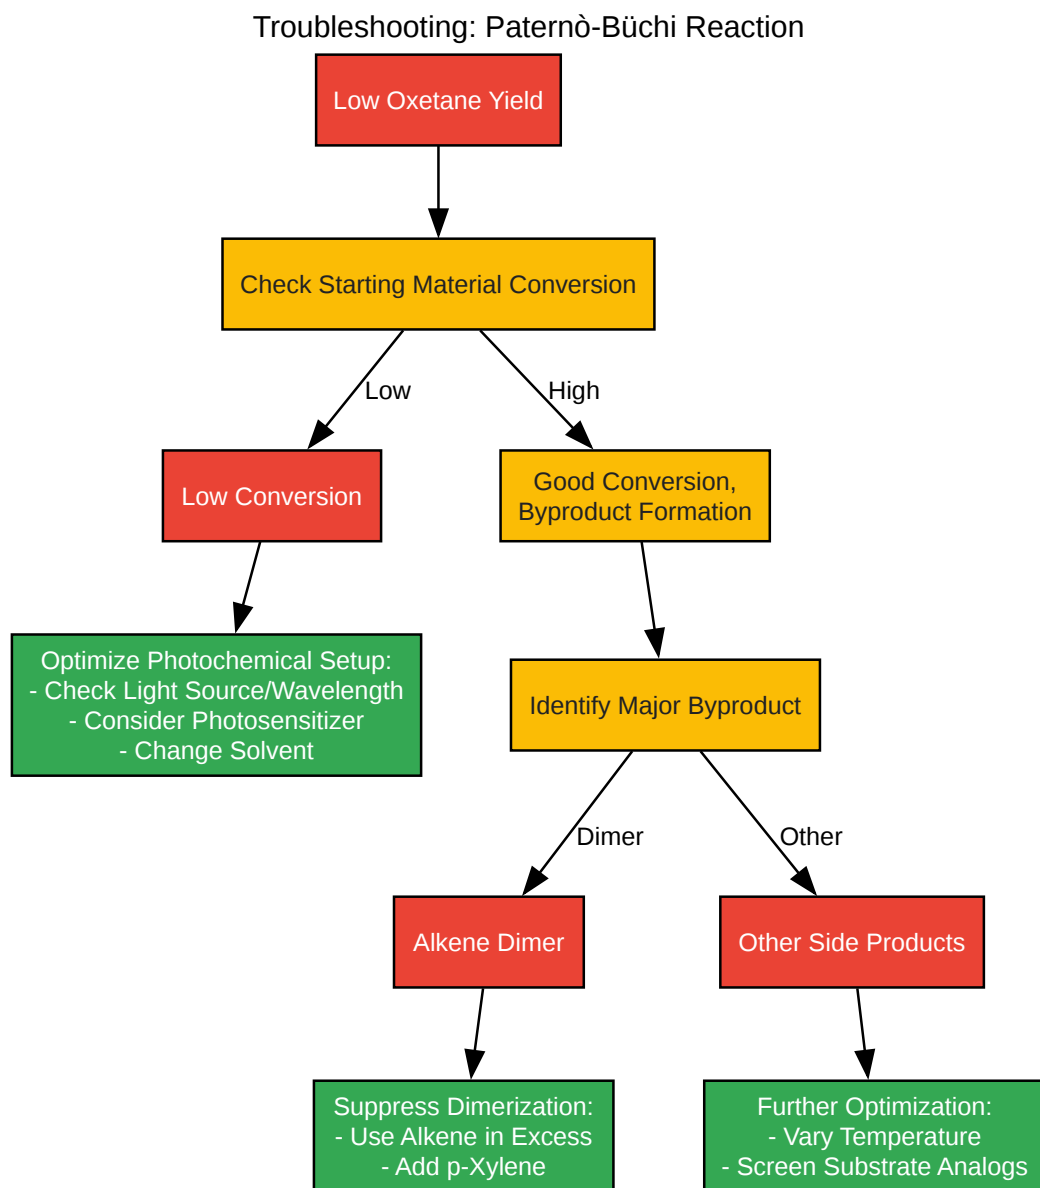 Troubleshooting: Paternò-Büchi Reaction
Low Oxetane Yield
Check Starting Material Conversion
Low
High
Low Conversion
Good Conversion,
Byproduct Formation
Optimize Photochemical Setup:
- Check Light Source/Wavelength
- Consider Photosensitizer
- Change Solvent
Identify Major Byproduct
Dimer
Other
Alkene Dimer
Other Side Products
Suppress Dimerization:
- Use Alkene in Excess
- Add p-Xylene
Further Optimization:
- Vary Temperature
- Screen Substrate Analogs